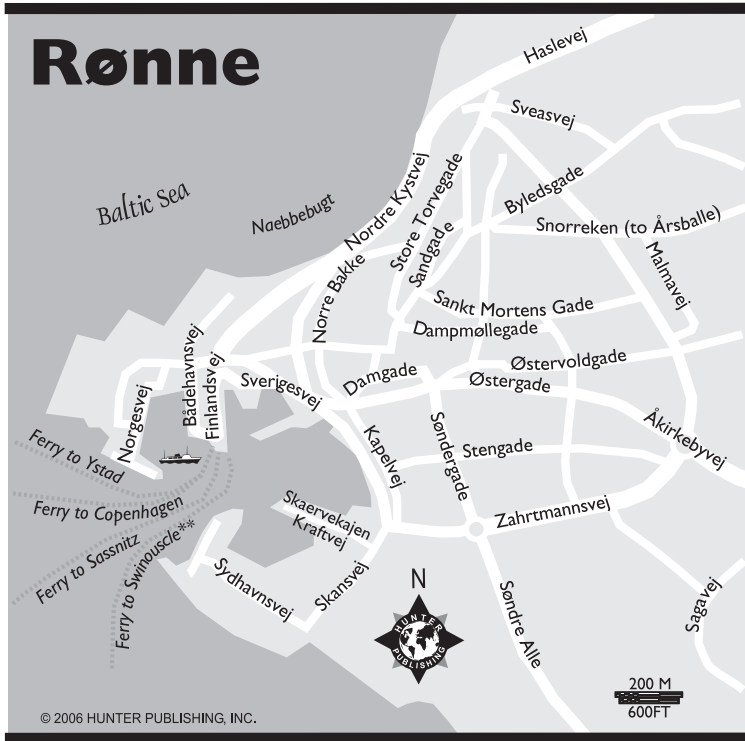 Rønne
Haslevej
Sveasvej
Baltic Sea
Naebbebugt
Nordre Kystvej
Store Torvegade
Byledsgade
Snorreken (to Årsballe)
Sandgade
Malmavej
Norre Bakke
Sankt Mortens Gade
Dampmøllegade
Østervoldgade
Østergade
Damgade
Bådehavnsvej
Finlandsvej
Sverigesvej
Norgesvej
Søndergade
Kapelvej
Stengade
Åkirkebyvej
Ferry to Ystad
Ferry to Copenhagen
Ferry to Sassnitz
Ferry to Swinouscle**
Skaervekajen
Kraftvej
Zahrtmannsvej
Sydhavnsvej
Skansvej
N
HUNTER
PUBLISHING
Søndre Alle
Sagavej
200 M
600FT
© 2006 HUNTER PUBLISHING, INC.